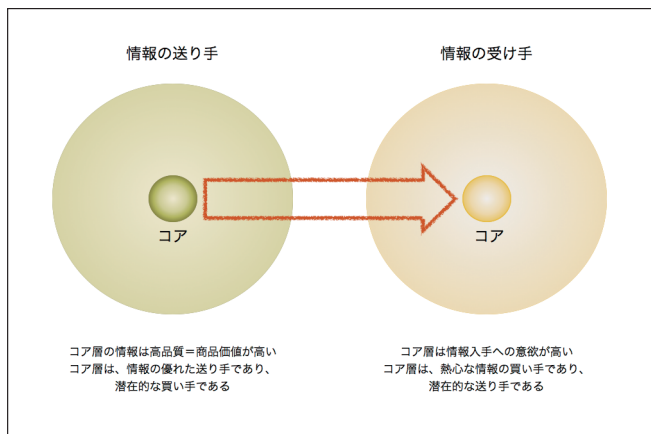 情報の送り手
情報の受け手
コア
コア
コア層の情報は高品質＝商品価値が高い
コア層は、情報の優れた送り手であり、
潜在的な買い手である
コア層は情報入手への意欲が高い
コア層は、熱心な情報の買い手であり、
潜在的な送り手である